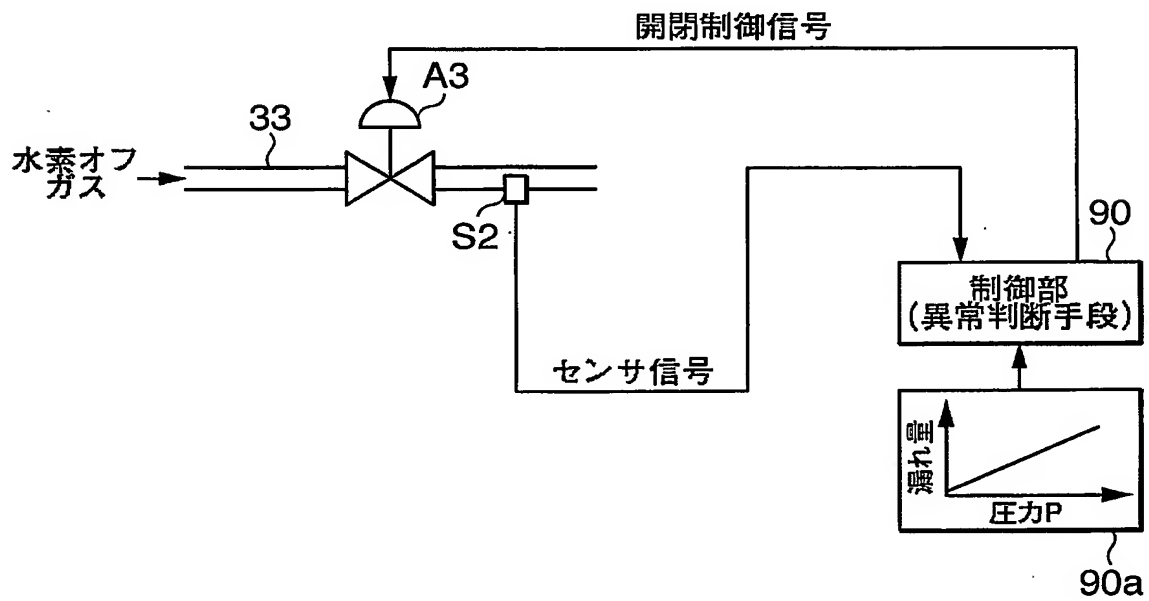 開閉制御信号
A3
33
水素オフ
ガス
S2
90
制御部
(異常判断手段)
センサ信号
漏れ量
圧力P
90a